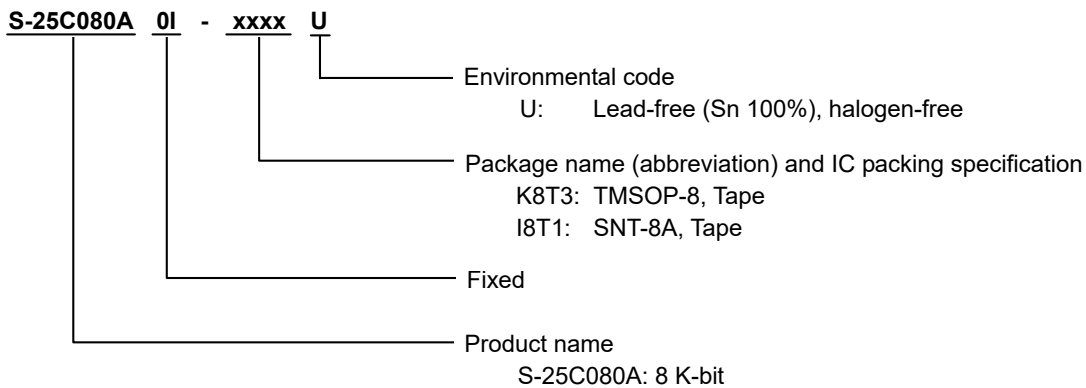 S-25C080A 0I - xxxx U
Environmental code
U: Lead-free (Sn 100%), halogen-free
Package name (abbreviation) and IC packing specification
K8T3: TMSOP-8, Tape
I8T1: SNT-8A, Tape
Fixed
Product name
S-25C080A: 8 K-bit